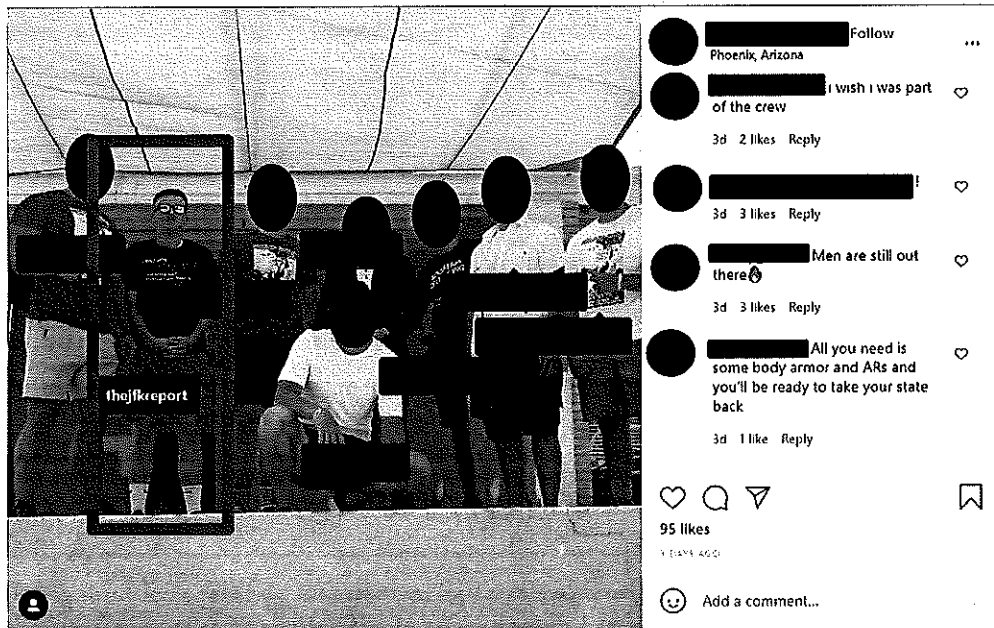 Follow
Phoenix, Arizona
i wish i was part
of the crew
3d 2 likes Reply
!
3d 3 likes Reply
Men are still out
there🔥
3d 3 likes Reply
All you need is
some body armor and ARs and
you'll be ready to take your state
back
3d 1 like Reply
thejfkreport
95 likes
DAYS AGO
Add a comment...